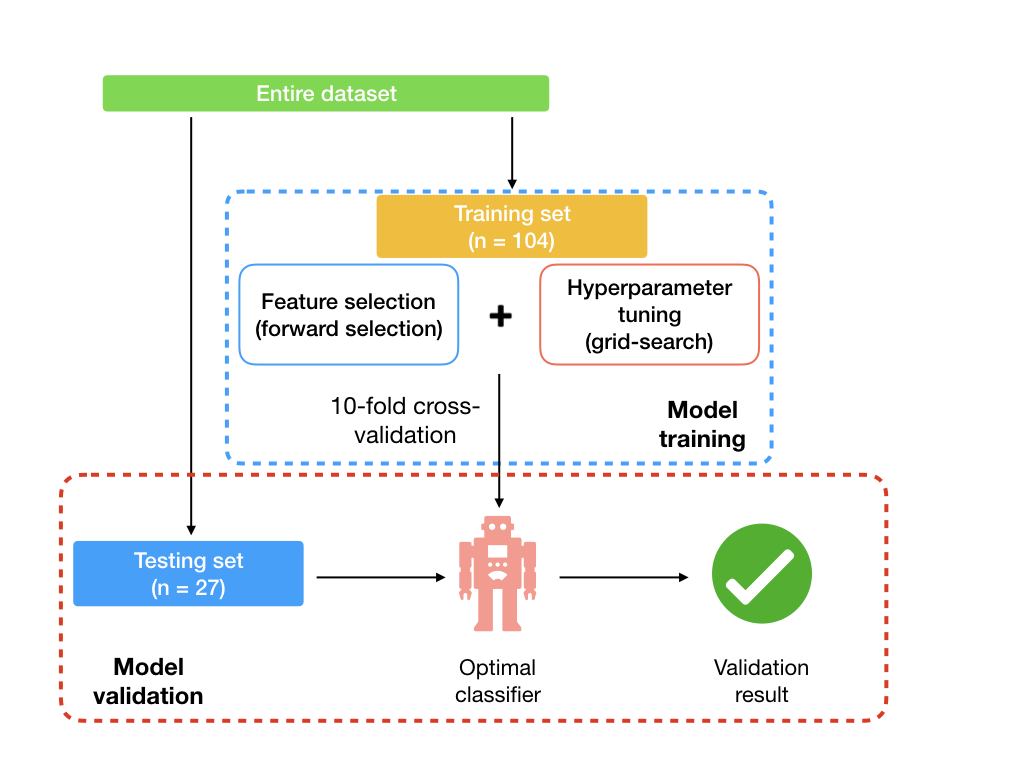 Entire dataset
Training set
(n = 104)
Feature selection
(forward selection)
+
Hyperparameter
tuning
(grid-search)
10-fold cross-
validation
Model
training
Testing set
(n = 27)
Model
validation
Optimal
classifier
Validation
result